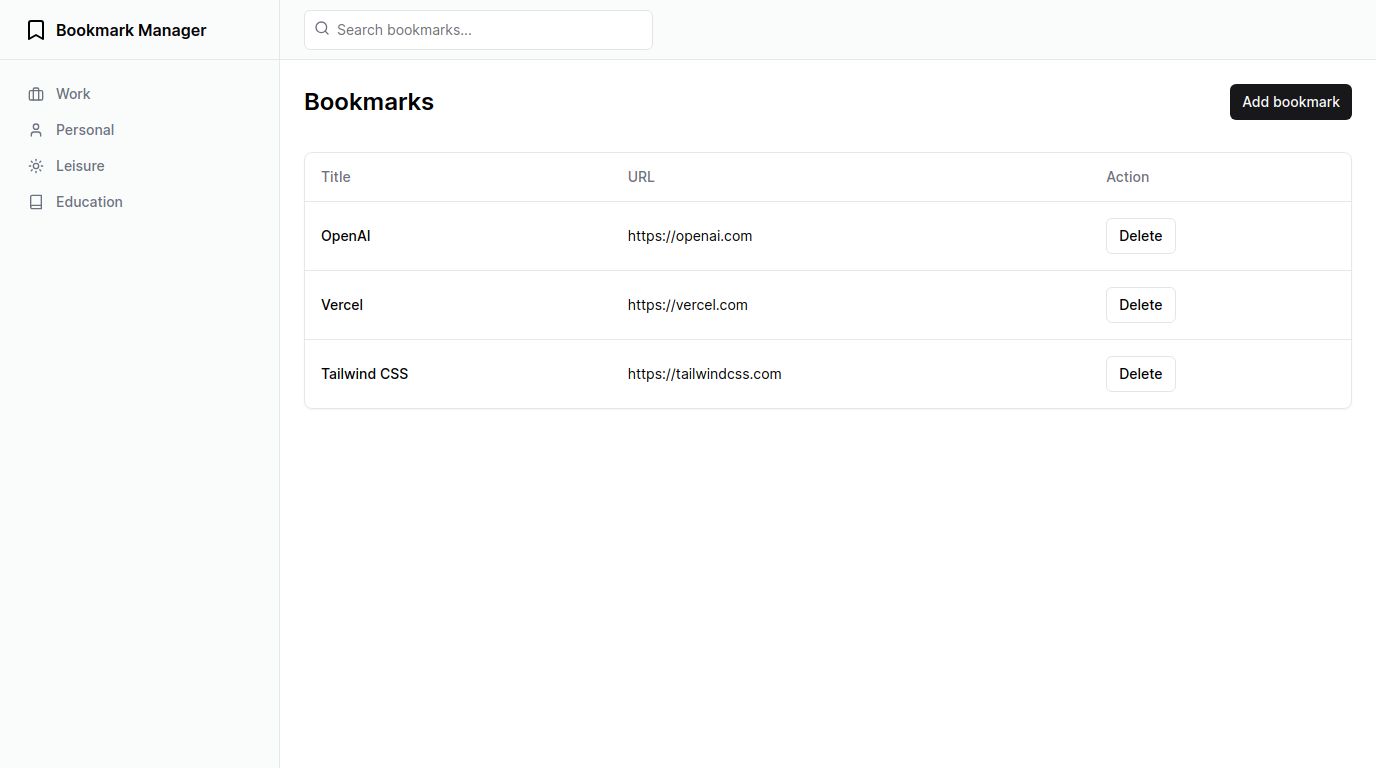 Bookmark Manager
Search bookmarks...
Work
Personal
Leisure
Education
Bookmarks
Add bookmark
Title URL Action
OpenAI https://openai.com Delete
Vercel https://vercel.com Delete
Tailwind CSS https://tailwindcss.com Delete